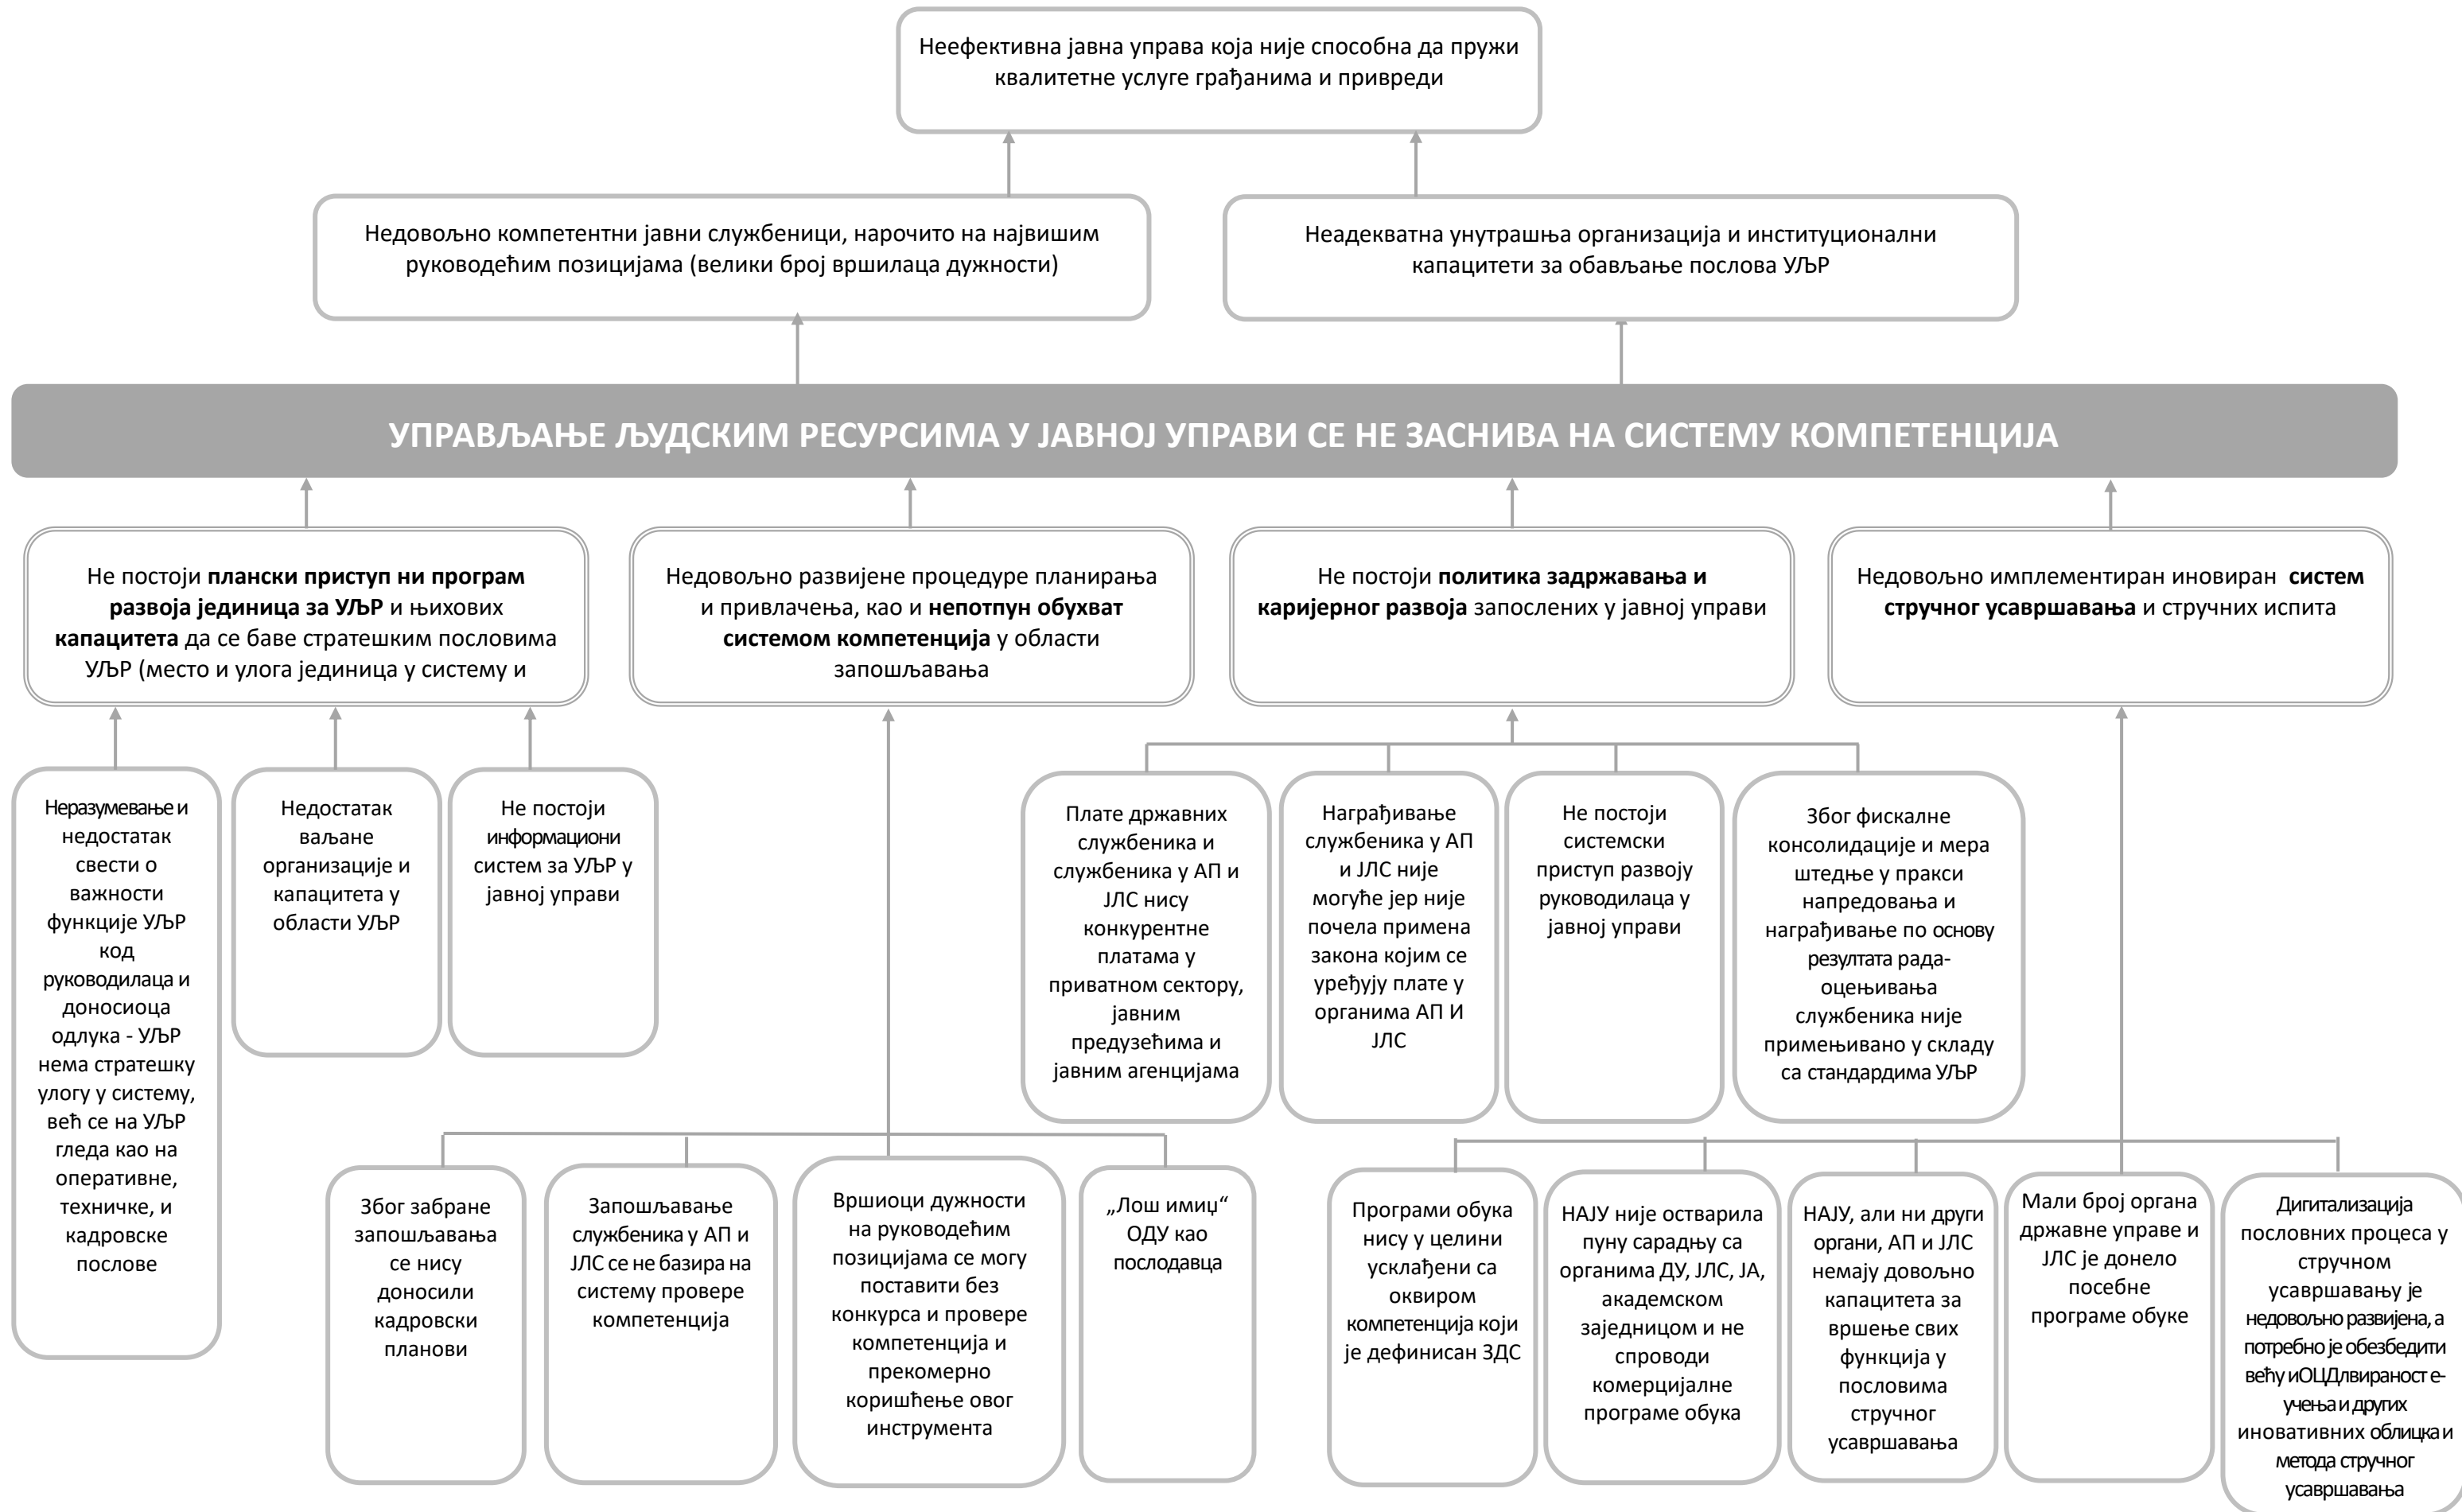 Неефективна јавна управа која није способна да пружи
квалитетне услуге грађанима и привреди
Недовољно компетентни јавни службеници, нарочито на највишим
руководећим позицијама (велики број вршилаца дужности)
Неадекватна унутрашња организација и институционални
капацитети за обављање послова УЉР
УПРАВЉАЊЕ ЉУДСКИМ РЕСУРСИМА У ЈАВНОЈ УПРАВИ СЕ НЕ ЗАСНИВА НА СИСТЕМУ КОМПЕТЕНЦИЈА
Не постоји плански приступ ни програм
развоја јединица за УЉР и њихових
капацитета да се баве стратешким пословима
УЉР (место и улога јединица у систему и
Недовољно развијене процедуре планирања
и привлачења, као и непотпун обухват
системом компетенција у области
запошљавања
Не постоји политика задржавања и
каријерног развоја запослених у јавној управи
Недовољно имплементиран иновиран систем
стручног усавршавања и стручних испита
Неразумевање и
недостатак
свести о
важности
функције УЉР
код
руководилаца и
доносиоца
одлука - УЉР
нема стратешку
улогу у систему,
већ се на УЉР
гледа као на
оперативне,
техничке, и
кадровске
послове
Недостатак
ваљане
организације и
капацитета у
области УЉР
Не постоји
информациони
систем за УЉР у
јавној управи
Плате државних
службеника и
службеника у АП и
ЈЛС нису
конкурентне
платама у
приватном сектору,
јавним
предузећима и
јавним агенцијама
Награђивање
службеника у АП
и ЈЛС није
могуће јер није
почела примена
закона којим се
уређују плате у
органима АП И
ЈЛС
Не постоји
системски
приступ развоју
руководилаца у
јавној управи
Због фискалне
консолидације и мера
штедње у пракси
напредовања и
награђивање по основу
резултата рада-
оцењивања
службеника није
примењивано у складу
са стандардима УЉР
Због забране
запошљавања
се нису
доносили
кадровски
планови
Запошљавање
службеника у АП и
ЈЛС се не базира на
систему провере
компетенција
Вршиоци дужности
на руководећим
позицијама се могу
поставити без
конкурса и провере
компетенција и
прекомерно
коришћење овог
инструмента
„Лош имиџ“
ОДУ као
послодавца
Програми обука
нису у целини
усклађени са
оквиром
компетенција који
је дефинисан ЗДС
НАЈУ није остварила
пуну сарадњу са
органима ДУ, ЈЛС, ЈА,
академском
заједницом и не
спроводи
комерцијалне
програме обука
НАЈУ, али ни други
органи, АП и ЈЛС
немају довољно
капацитета за
вршење свих
функција у
пословима
стручног
усавршавања
Мали број органа
државне управе и
ЈЛС је донело
посебне
програме обуке
Дигитализација
пословних процеса у
стручном
усавршавању је
недовољно развијена, а
потребно је обезбедити
већу иОЦДлвираност е-
учења и других
иновативних облицка и
метода стручног
усавршавања